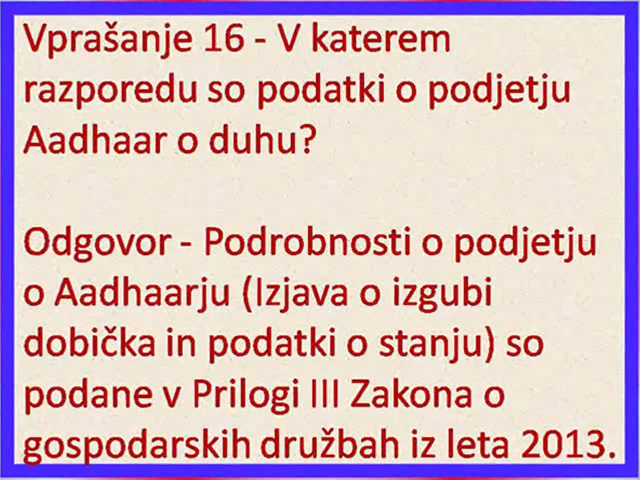 Vprašanje 16 - V katerem
razporedu so podatki o podjetju
Aadhaar o duhu?
Odgovor - Podrobnosti o podjetju
o Aadhaarju (Izjava o izgubi
dobička in podatki o stanju) so
podane v Prilogi III Zakona o
gospodarskih družbah iz leta 2013.